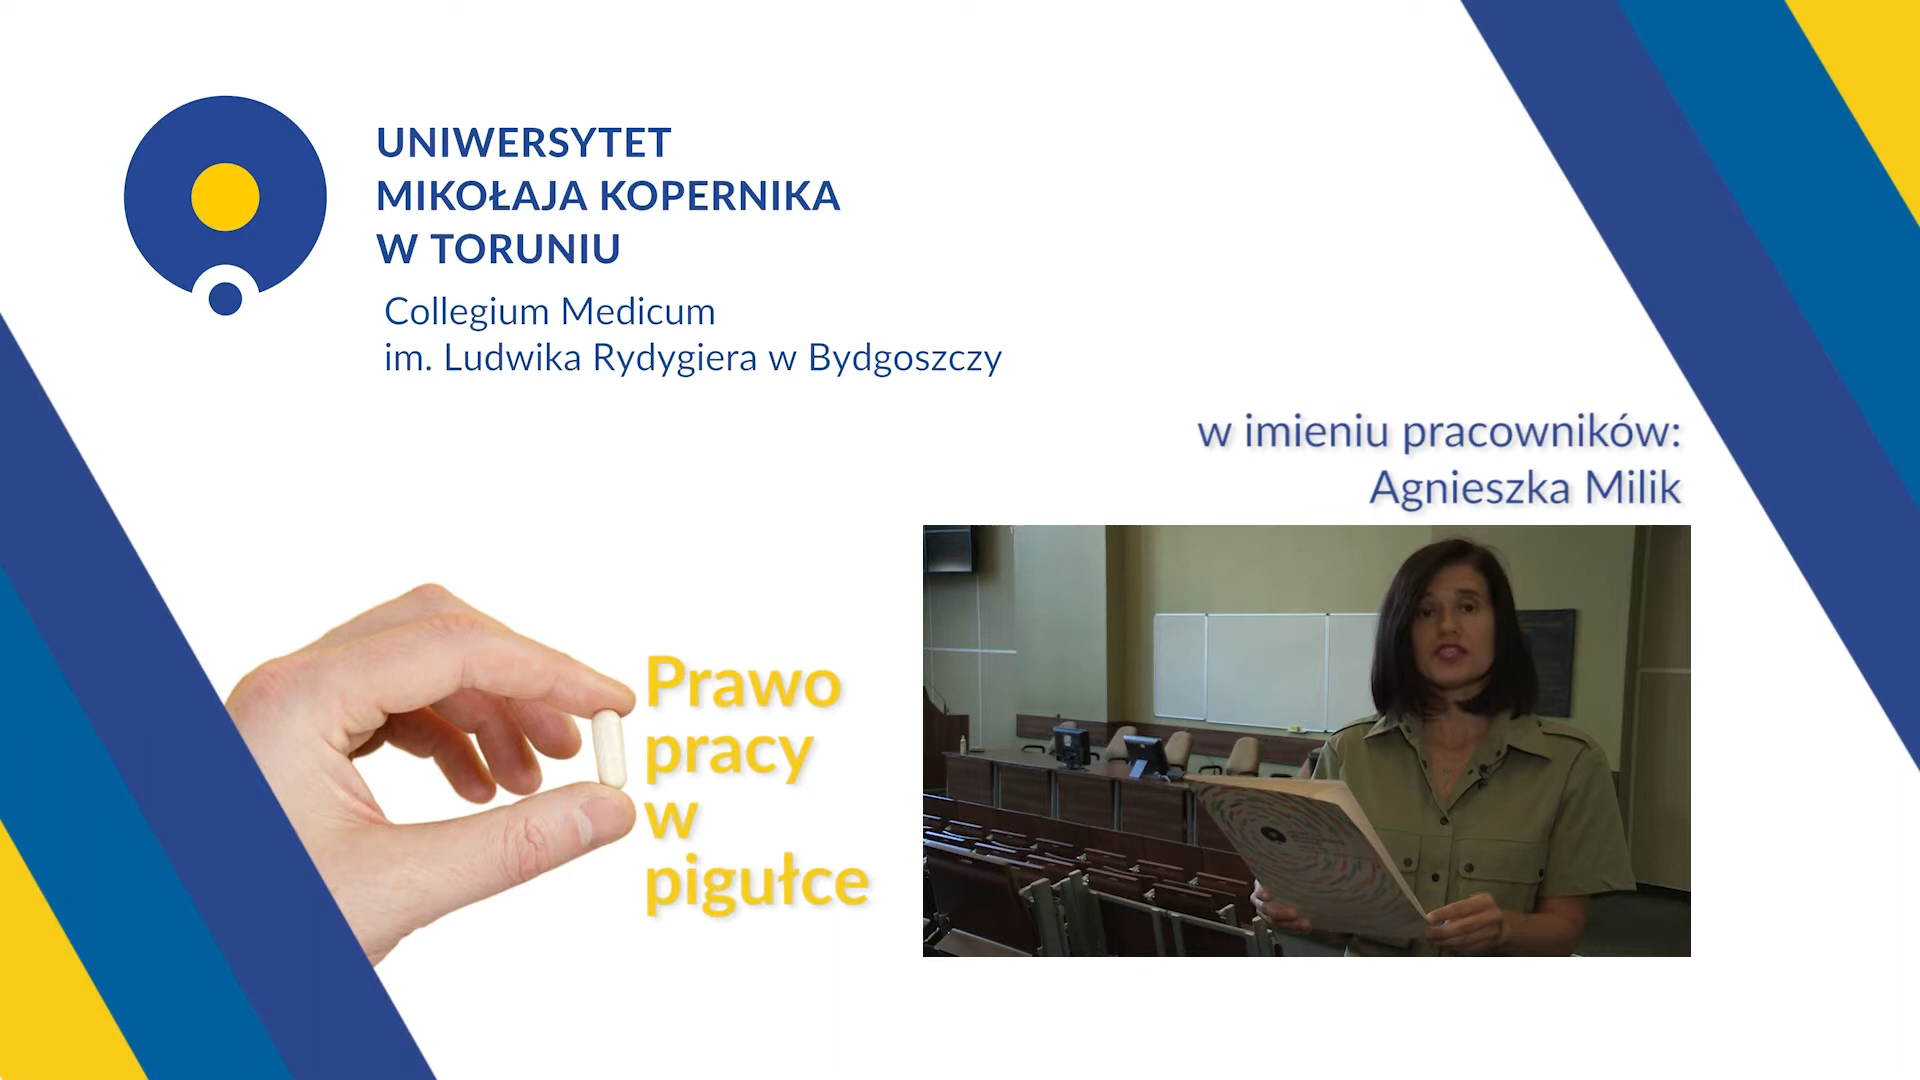 UNIWERSYTET
MIKOŁAJA KOPERNIKA
W TORUNIU
Collegium Medicum
im. Ludwika Rydygiera w Bydgoszczy
w imieniu pracowników:
Agnieszka Milik
Prawo
pracy
w
pigułce